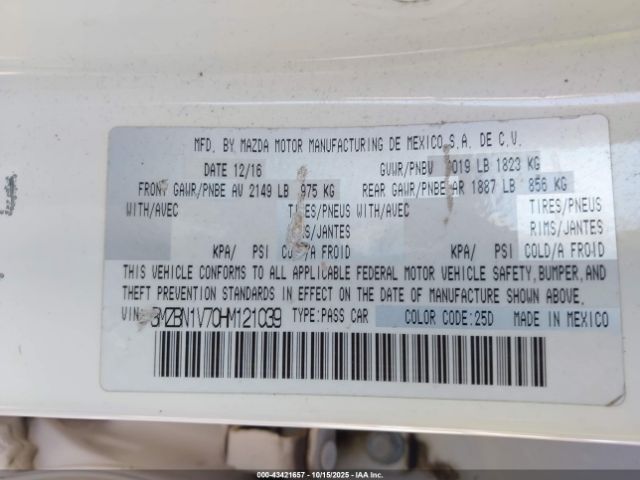 MFD. BY MAZDA MOTOR MANUFACTURING DE MEXICO S.A. DE C.V.
DATE 12/16 GVWR/PNBV 019 LB 1823 KG
FRONT GAWR/PNBE AV 2149 LB 975 KG REAR GAWR/PNBE AR 1887 LB 856 KG
WITH/AVEC TIRES/PNEUS WITH/AVEC TIRES/PNEUS
RIMS/JANTES RIMS/JANTES
KPA/ PSI COLD/A FROID KPA/ PSI COLD/A FROID
THIS VEHICLE CONFORMS TO ALL APPLICABLE FEDERAL MOTOR VEHICLE SAFETY, BUMPER, AND
THEFT PREVENTION STANDARDS IN EFFECT ON THE DATE OF MANUFACTURE SHOWN ABOVE.
VIN: 3MZBN1V70HM121039 TYPE: PASS CAR COLOR CODE: 25D MADE IN MEXICO
000-43421657 - 10/15/2025 - IAA Inc.